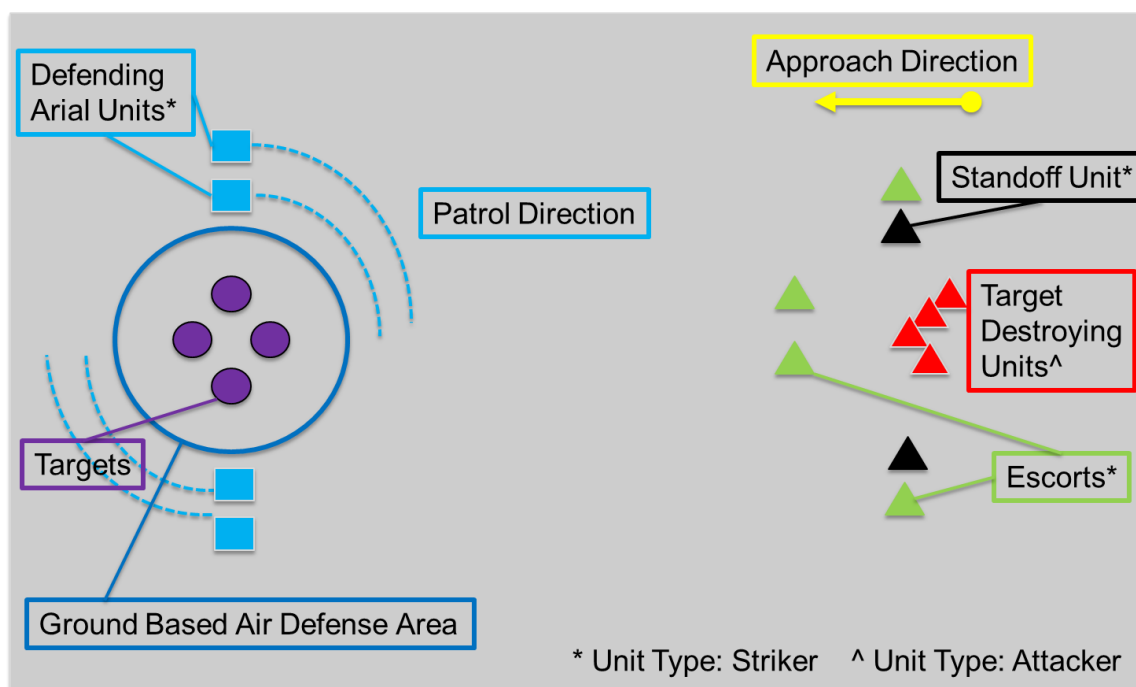 Defending
Arial Units*
Approach Direction
Standoff Unit*
Patrol Direction
Target
Destroying
Units^
Targets
Escorts*
Ground Based Air Defense Area
* Unit Type: Striker ^ Unit Type: Attacker